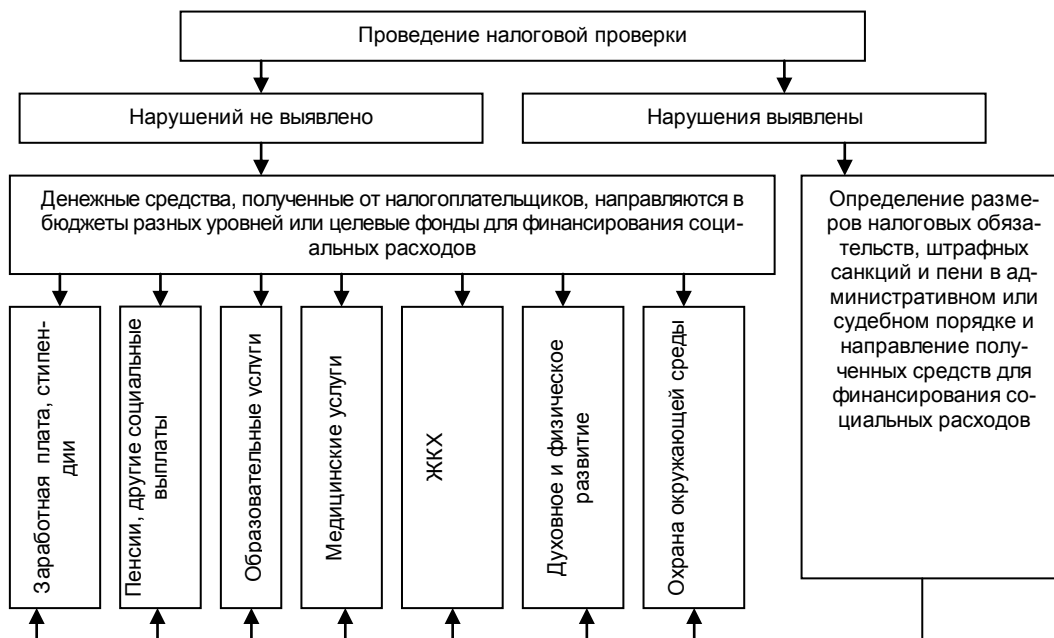 Проведение налоговой проверки
Нарушений не выявлено
Нарушения выявлены
Денежные средства, полученные от налогоплательщиков, направляются в
бюджеты разных уровней или целевые фонды для финансирования соци-
альных расходов
Определение разме-
ров налоговых обяза-
тельств, штрафных
санкций и пени в ад-
министративном или
судебном порядке и
направление полу-
ченных средств для
финансирования со-
циальных расходов
Заработная плата, стипен-
дии
Пенсии, другие социальные
выплаты
Образовательные услуги
Медицинские услуги
ЖКХ
Духовное и физическое
развитие
Охрана окружающей среды